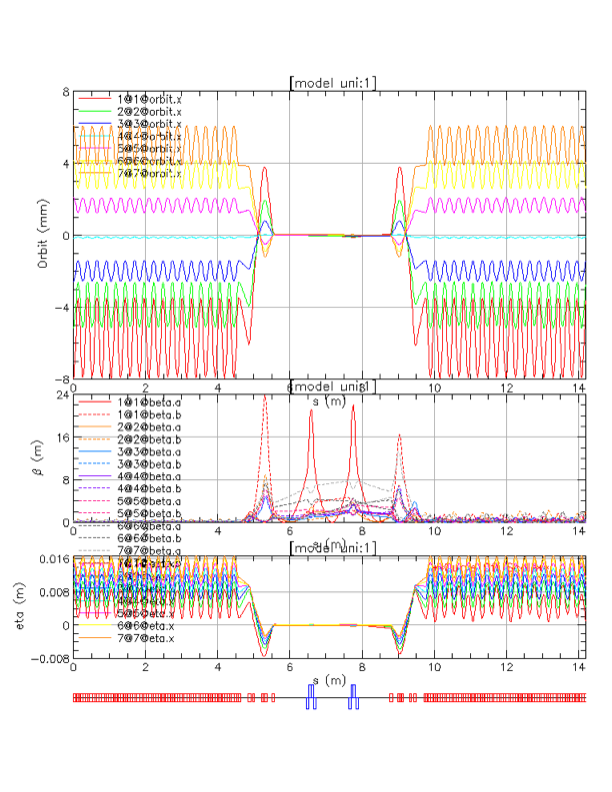 [model uni:1]
8
1@1@orbit.x
2@2@orbit.x
3@3@orbit.x
4@4@orbit.x
5@5@orbit.x
6@6@orbit.x
7@7@orbit.x
4
0
-4
-8
Orbit (mm)
0 2 4 6 8 10 12 14
s (m)
[model uni:1]
24
1@1@beta.a
1@1@beta.b
2@2@beta.a
2@2@beta.b
3@3@beta.a
3@3@beta.b
4@4@beta.a
4@4@beta.b
5@5@beta.a
5@5@beta.b
6@6@beta.a
6@6@beta.b
7@7@beta.a
16
8
0
β (m)
0 2 4 6 8 10 12 14
s (m)
[model uni:1]
0.016
5@5@eta.x
6@6@eta.x
7@7@eta.x
0.008
0
-0.008
eta (m)
0 2 4 6 8 10 12 14
s (m)